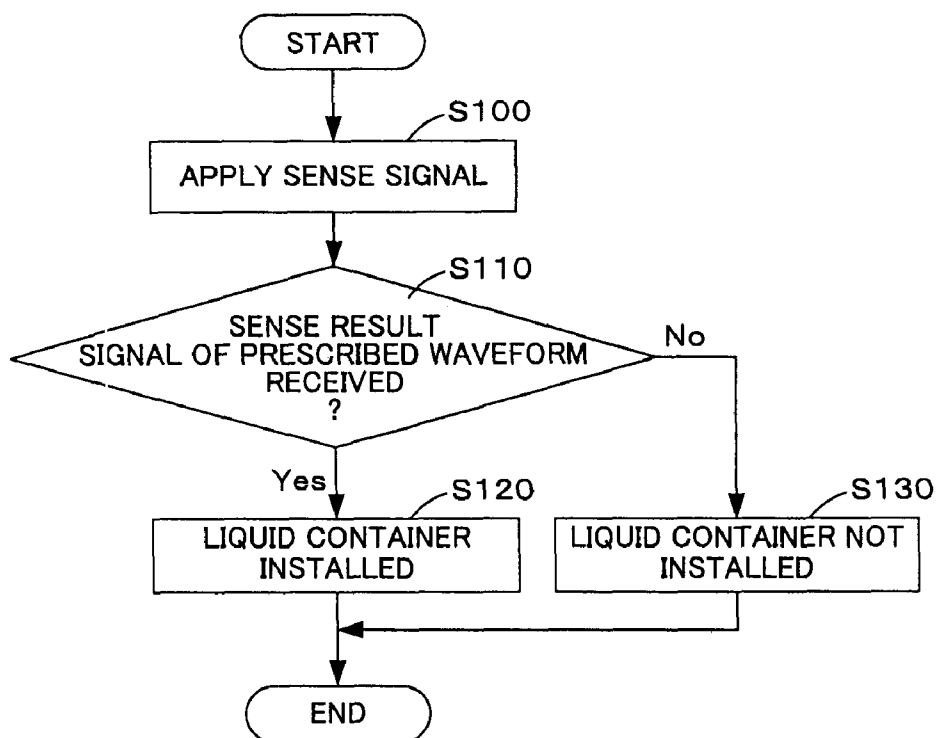 START
S100
APPLY SENSE SIGNAL
S110
SENSE RESULT
SIGNAL OF PRESCRIBED WAVEFORM
RECEIVED
?
No
Yes
S120
LIQUID CONTAINER
INSTALLED
S130
LIQUID CONTAINER NOT
INSTALLED
END